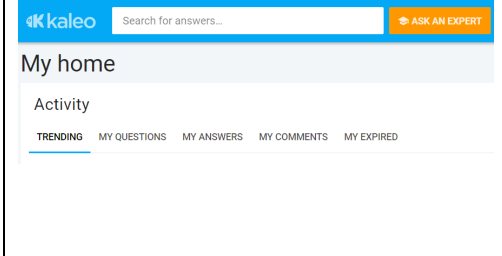 kaleo Search for answers... ASK AN EXPERT
My home
Activity
TRENDING MY QUESTIONS MY ANSWERS MY COMMENTS MY EXPIRED